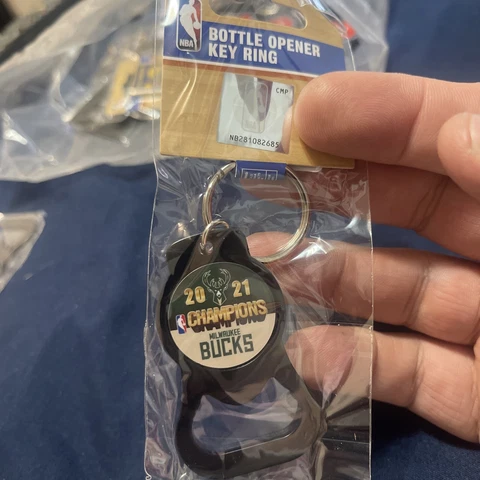 NBA
BOTTLE OPENER
KEY RING
CMP
NB281082685
20 21
CHAMPIONS
MILWAUKEE
BUCKS